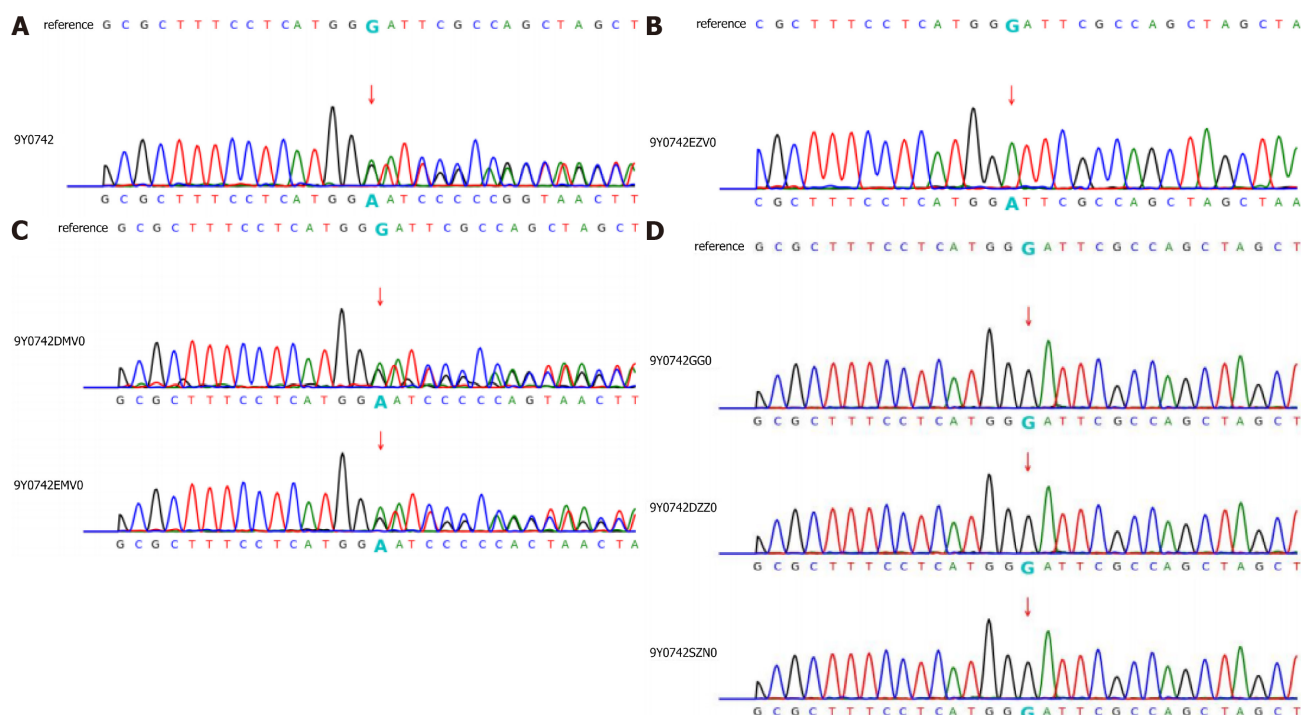 A
reference G C G C T T T C C T C A T G G G A T T C G C C A G C T A G C T
9Y0742
G C G C T T T C C T C A T G G A A T C C C C C G G T A A C T T
B
reference C G C T T T C C T C A T G G G A T T C G C C A G C T A G C T A
9Y0742EZV0
C G C T T T C C T C A T G G A T T C G C C A G C T A G C T A A
C
reference G C G C T T T C C T C A T G G G A T T C G C C A G C T A G C T
9Y0742DMV0
G C G C T T T C C T C A T G G A A T C C C C C A G T A A C T T
9Y0742EMV0
G C G C T T T C C T C A T G G A A T C C C C C A C T A A C T A
D
reference G C G C T T T C C T C A T G G G A T T C G C C A G C T A G C T
9Y0742GG0
G C G C T T T C C T C A T G G G A T T C G C C A G C T A G C T
9Y0742DZZ0
G C G C T T T C C T C A T G G G A T T C G C C A G C T A G C T
9Y0742SZN0
G C G C T T T C C T C A T G G G A T T C G C C A G C T A G C T